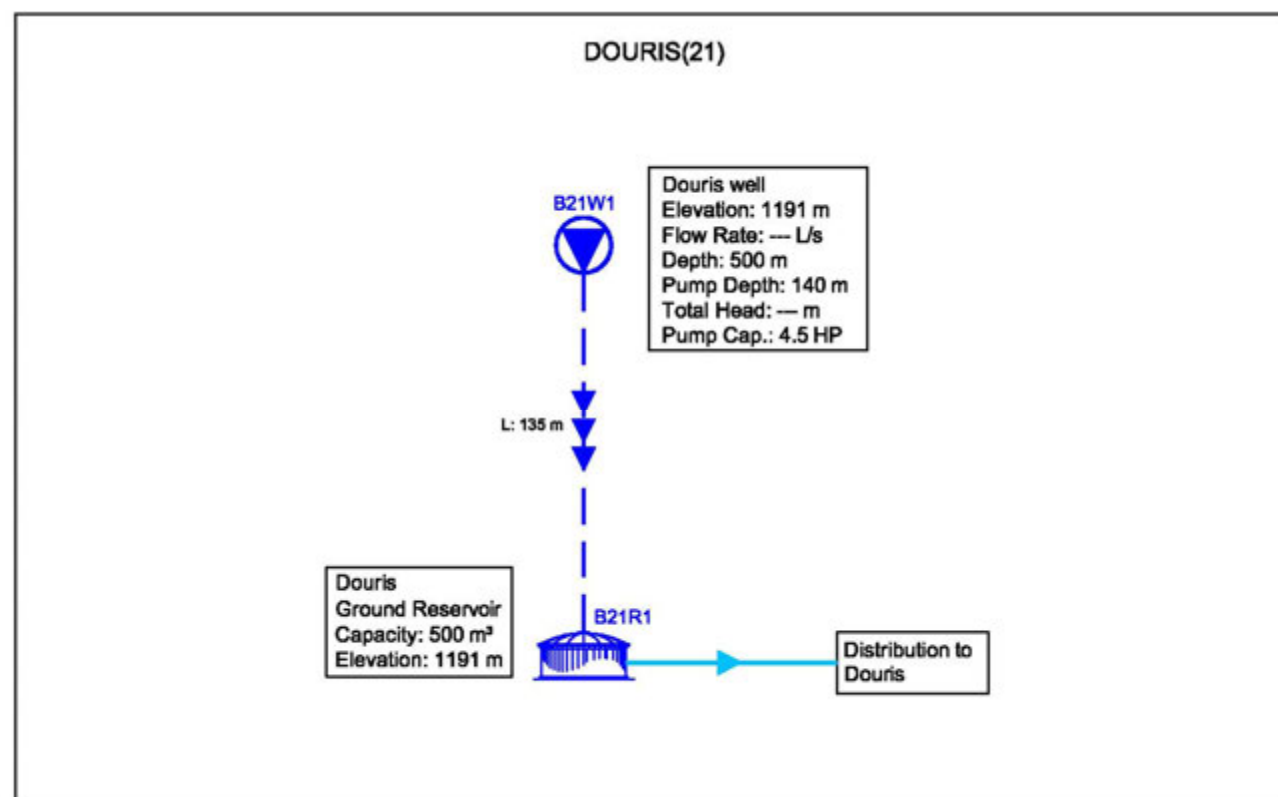 DOURIS(21)
B21W1
Douris well
Elevation: 1191 m
Flow Rate: --- L/s
Depth: 500 m
Pump Depth: 140 m
Total Head: --- m
Pump Cap.: 4.5 HP
L: 135 m
Douris
Ground Reservoir
Capacity: 500 m³
Elevation: 1191 m
B21R1
Distribution to
Douris